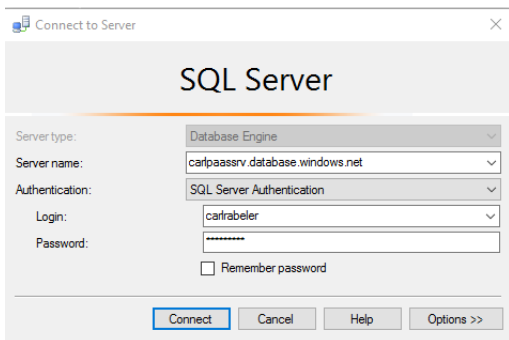 Connect to Server
SQL Server
Server type: Database Engine
Server name: carlpaassrv.database.windows.net
Authentication: SQL Server Authentication
Login: carlrabeler
Password: *********
Remember password
Connect Cancel Help Options >>